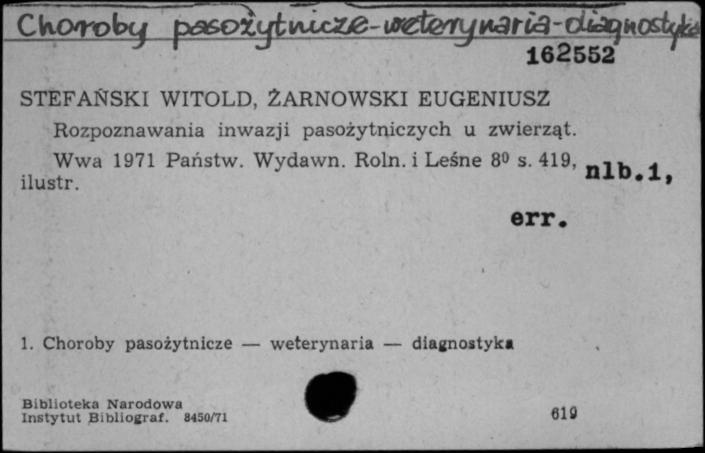 Choroby pasożytnicze-weterynaria-diagnostyka
162552
STEFAŃSKI WITOLD, ŻARNOWSKI EUGENIUSZ
Rozpoznawania inwazji pasożytniczych u zwierząt.
Wwa 1971 Państw. Wydawn. Roln. i Leśne 8⁰ s. 419, nlb.1,
ilustr.
err.
1. Choroby pasożytnicze — weterynaria — diagnostyka
Biblioteka Narodowa
Instytut Bibliograf. 8450/71
619